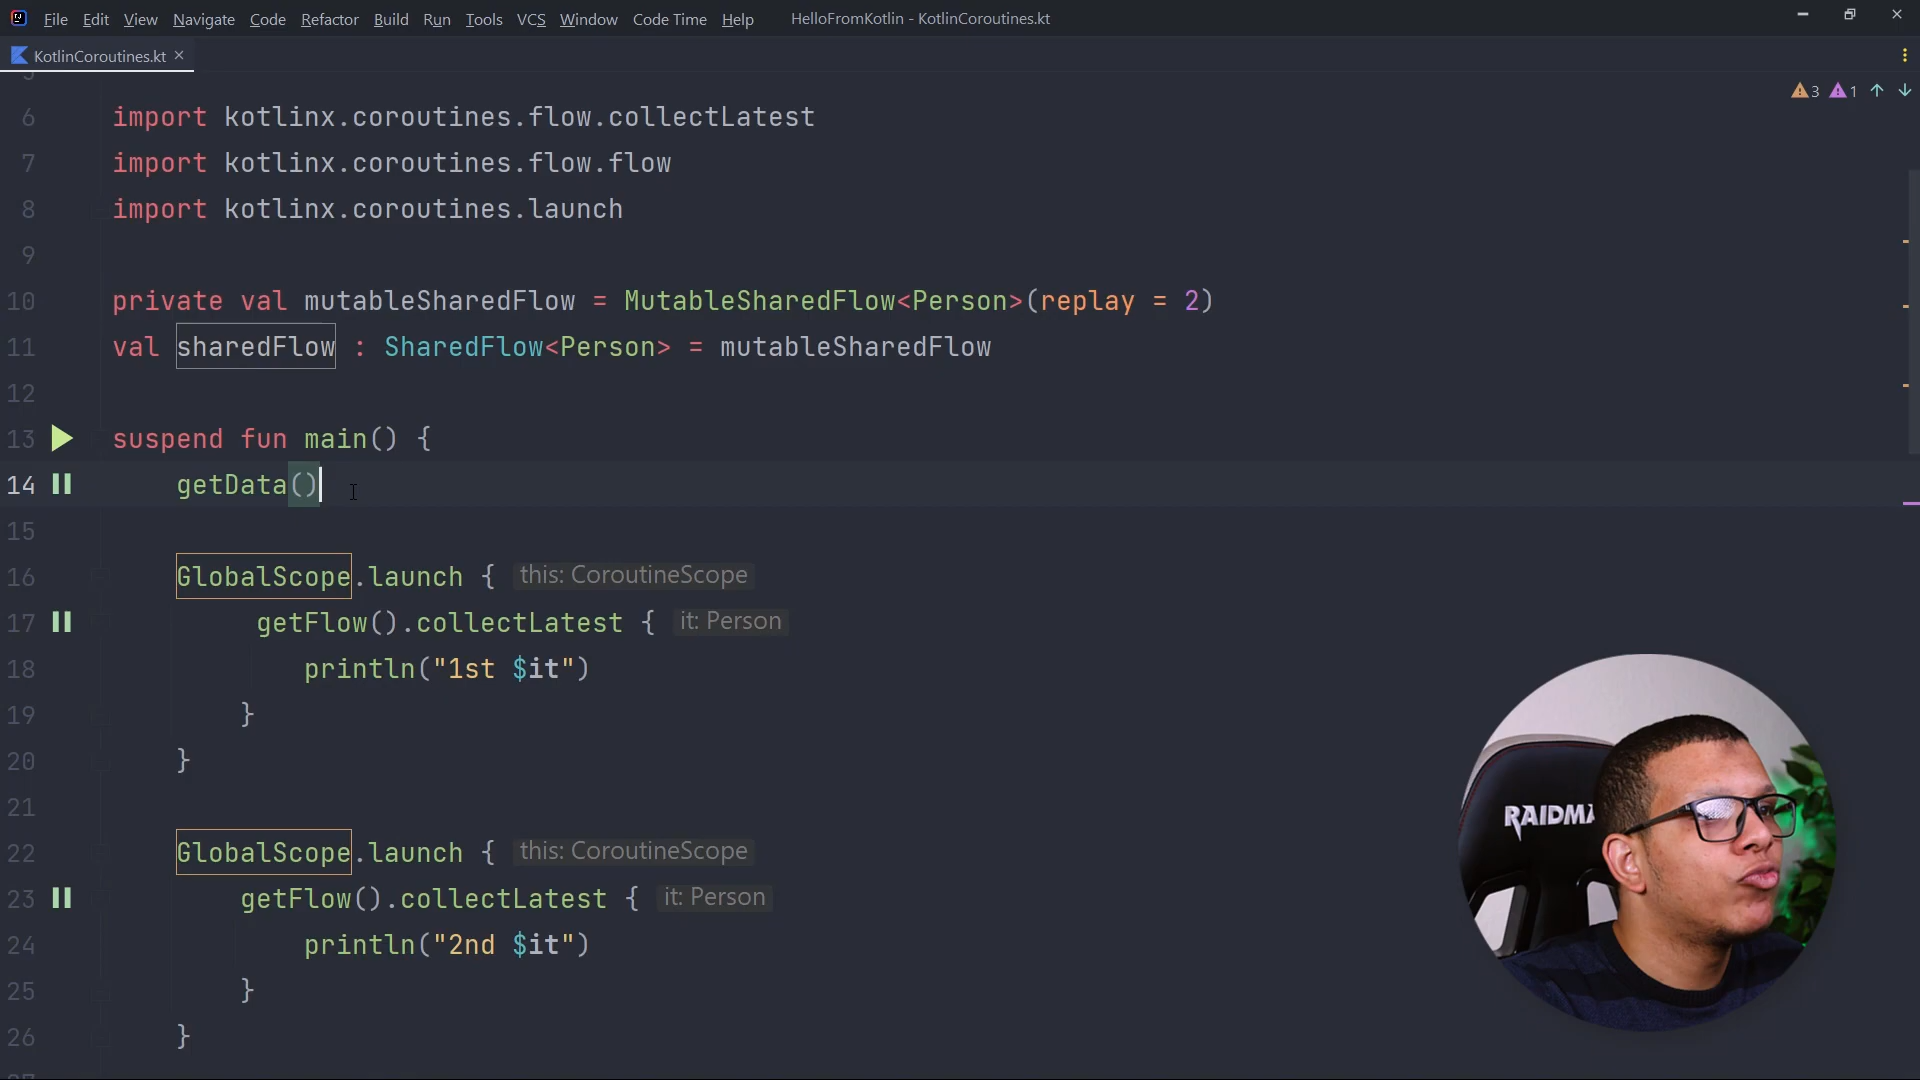 File Edit View Navigate Code Refactor Build Run Tools VCS Window Code Time Help HelloFromKotlin - KotlinCoroutines.kt
KotlinCoroutines.kt
3 1
6 import kotlinx.coroutines.flow.collectLatest
7 import kotlinx.coroutines.flow.flow
8 import kotlinx.coroutines.launch
9
10 private val mutableSharedFlow = MutableSharedFlow<Person>(replay = 2)
11 val sharedFlow : SharedFlow<Person> = mutableSharedFlow
12
13 suspend fun main() {
14 getData()
15
16 GlobalScope.launch { this: CoroutineScope
17 getFlow().collectLatest { it: Person
18 println("1st $it")
19 }
20 }
21
22 GlobalScope.launch { this: CoroutineScope
23 getFlow().collectLatest { it: Person
24 println("2nd $it")
25 }
26 }